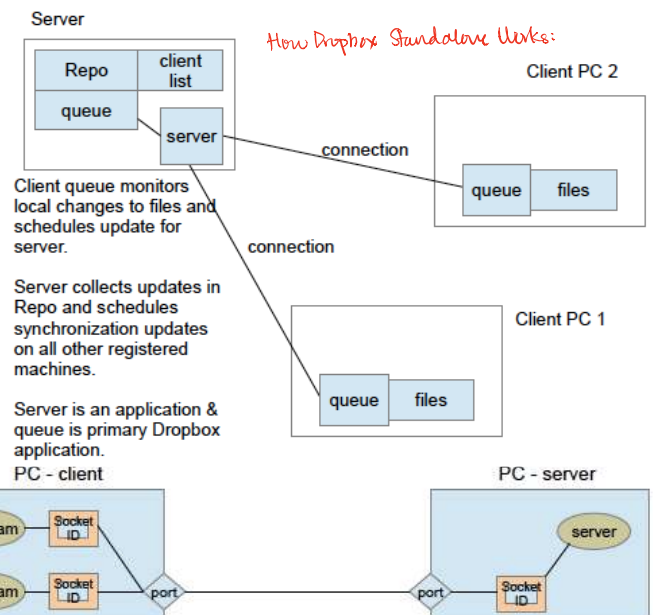 Server
How Dropbox Standalone Works:
Repo
client
list
queue
server
Client PC 2
connection
queue
files
Client queue monitors
local changes to files and
schedules update for
server.
connection
Server collects updates in
Repo and schedules
synchronization updates
on all other registered
machines.
Client PC 1
queue
files
Server is an application &
queue is primary Dropbox
application.
PC - client
PC - server
am
Socket
ID
server
am
Socket
ID
port
port
Socket
ID